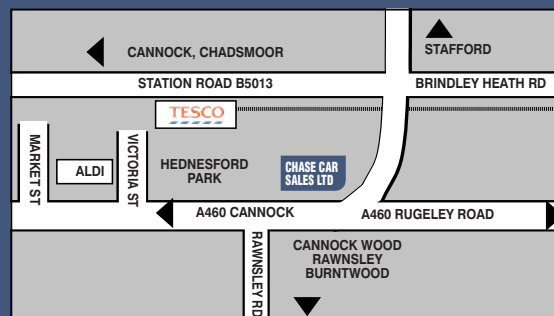 CANNOCK, CHADSMOOR
STAFFORD
STATION ROAD B5013
BRINDLEY HEATH RD
TESCO
MARKET ST
ALDI
VICTORIA ST
HEDNESFORD
PARK
CHASE CAR
SALES LTD
A460 CANNOCK
A460 RUGELEY ROAD
RAWNSLEY RD
CANNOCK WOOD
RAWNSLEY
BURNTWOOD